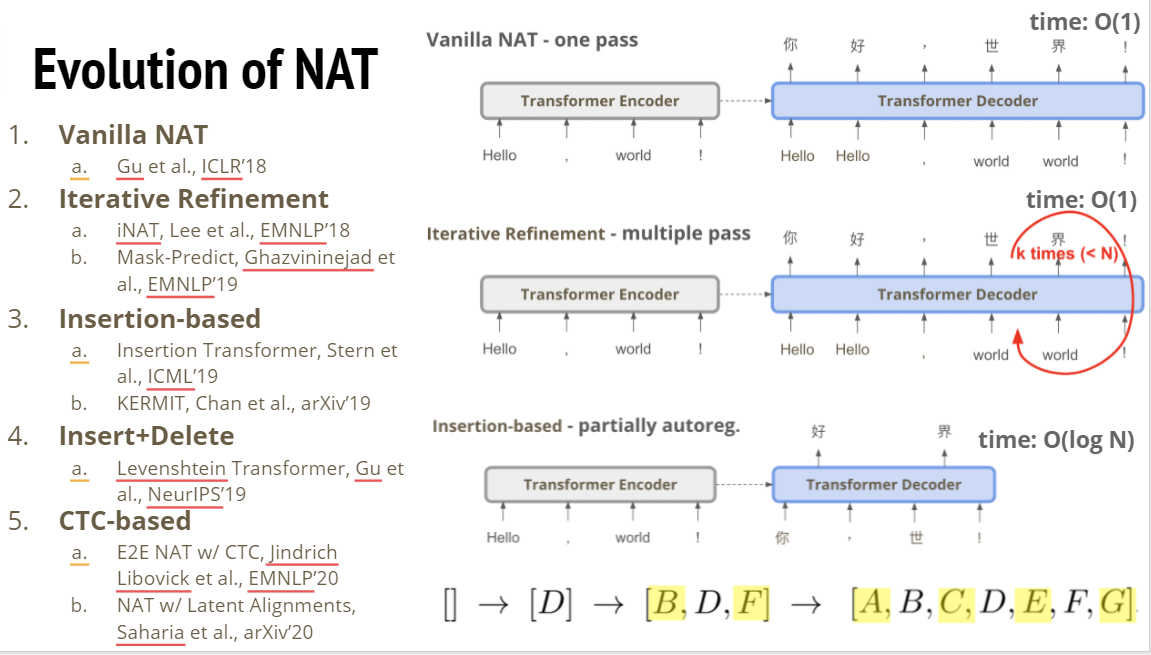 Evolution of NAT
1. Vanilla NAT
a. Gu et al., ICLR'18
2. Iterative Refinement
a. iNAT, Lee et al., EMNLP'18
b. Mask-Predict, Ghazvininejad et
al., EMNLP'19
3. Insertion-based
a. Insertion Transformer, Stern et
al., ICML'19
b. KERMIT, Chan et al., arXiv'19
4. Insert+Delete
a. Levenshtein Transformer, Gu et
al., NeurIPS'19
5. CTC-based
a. E2E NAT w/ CTC, Jindrich
Libovick et al., EMNLP'20
b. NAT w/ Latent Alignments,
Saharia et al., arXiv'20
time: O(1)
Vanilla NAT - one pass
你 好 , 世 界 !
Transformer Encoder
Transformer Decoder
Hello , world !
Hello Hello , world world !
time: O(1)
Iterative Refinement - multiple pass
你 好 , 世 界 !
k times (< N)
Transformer Encoder
Transformer Decoder
Hello , world !
Hello Hello , world world !
Insertion-based - partially autoreg.
好 界
time: O(log N)
Transformer Encoder
Transformer Decoder
Hello , world !
你 , 世 !
[] → [D] → [B, D, F] → [A, B, C, D, E, F, G]